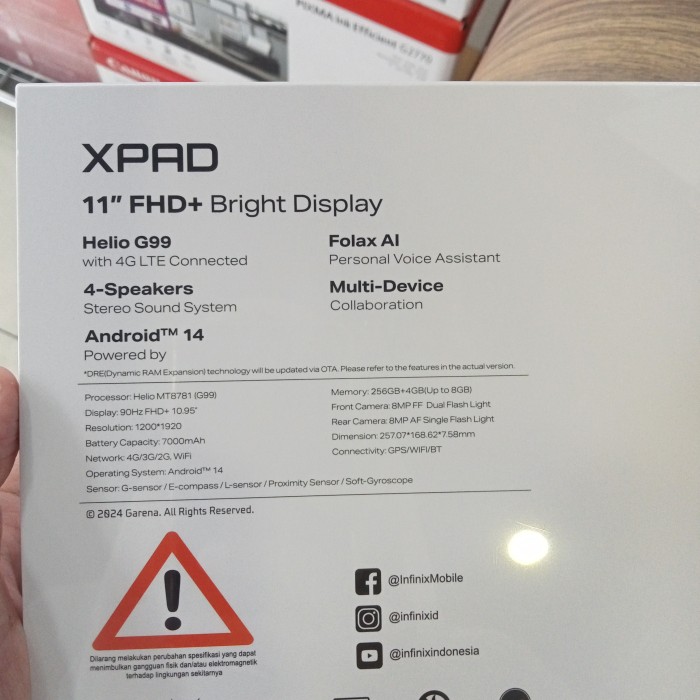 PIXMA Ink Efficient G2770
Canon
XPAD
11″ FHD+ Bright Display
Helio G99
with 4G LTE Connected
Folax AI
Personal Voice Assistant
4-Speakers
Stereo Sound System
Multi-Device
Collaboration
Android™ 14
Powered by
*DRE(Dynamic RAM Expansion) technology will be updated via OTA. Please refer to the features in the actual version.
Processor: Helio MT8781 (G99)
Display: 90Hz FHD+ 10.95"
Resolution: 1200*1920
Battery Capacity: 7000mAh
Network: 4G/3G/2G, WiFi
Operating System: Android™ 14
Memory: 256GB+4GB(Up to 8GB)
Front Camera: 8MP FF Dual Flash Light
Rear Camera: 8MP AF Single Flash Light
Dimension: 257.07*168.62*7.58mm
Connectivity: GPS/WIFI/BT
Sensor: G-sensor / E-compass / L-sensor / Proximity Sensor / Soft-Gyroscope
© 2024 Garena. All Rights Reserved.
@InfinixMobile
@infinixid
@infinixindonesia
Dilarang melakukan perubahan spesifikasi yang dapat
menimbulkan gangguan fisik dan/atau elektromagnetik
terhadap lingkungan sekitarnya